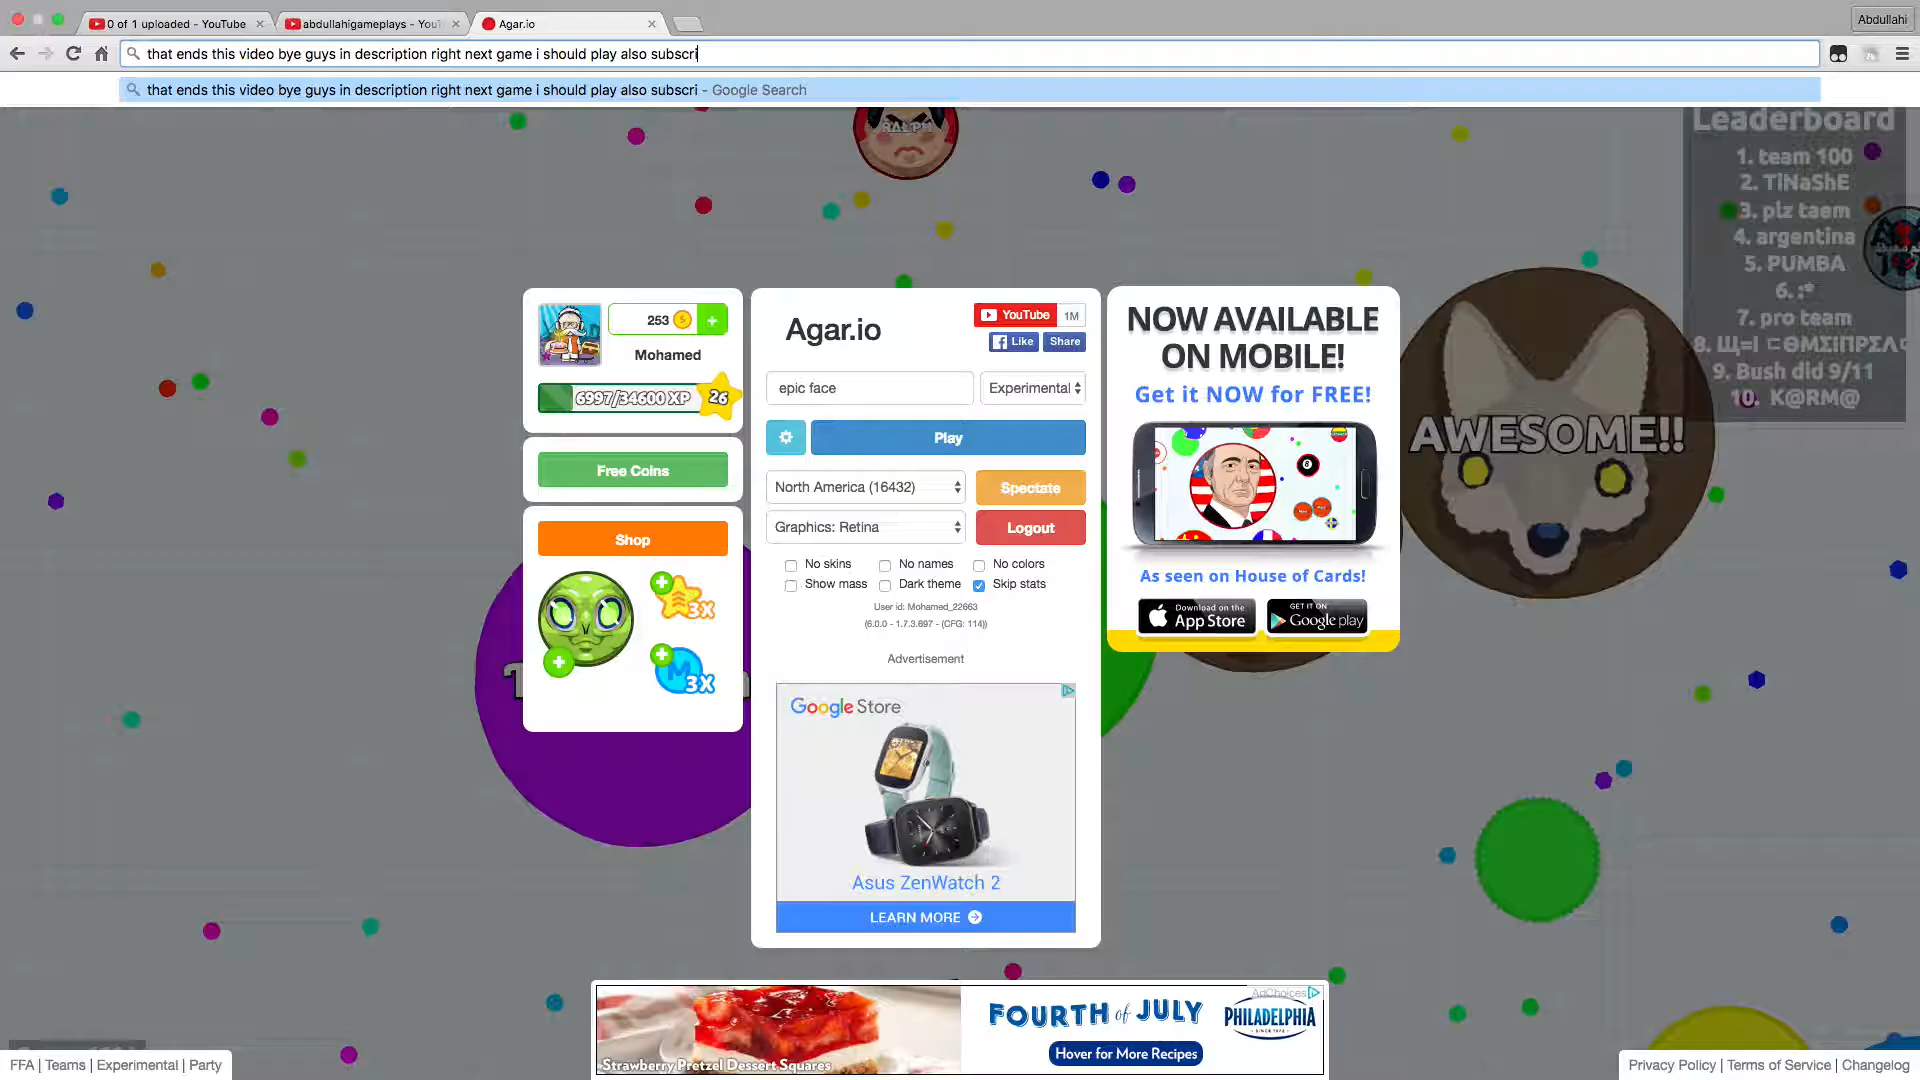 0 of 1 uploaded - YouTube
abdullahigameplays - YouT
Agar.io
Abdullahi
that ends this video bye guys in description right next game i should play also subscri
that ends this video bye guys in description right next game i should play also subscri - Google Search
RALPH
Leaderboard
1. team 100
2. TiNaShE
3. plz taem
4. argentina
5. PUMBA
6. :*
7. pro team
9. Bush did 9/11
10. K@RM@
AWESOME!!
253
Mohamed
6997/34600 XP
26
Free Coins
Shop
3X
M
3X
Agar.io
YouTube
1M
Like
Share
epic face
Experimental
Play
North America (16432)
Spectate
Graphics: Retina
Logout
No skins
No names
No colors
Show mass
Dark theme
Skip stats
User id: Mohamed_22663
(6.0.0 - 1.7.3.697 - (CFG: 114))
Advertisement
Google Store
Asus ZenWatch 2
LEARN MORE
NOW AVAILABLE
ON MOBILE!
Get it NOW for FREE!
As seen on House of Cards!
Download on the
App Store
GET IT ON
Google play
AdChoices
FOURTH of JULY
PHILADELPHIA
SINCE 1872
Hover for More Recipes
Strawberry Pretzel Dessert Squares
FFA | Teams | Experimental | Party
Privacy Policy | Terms of Service | Changelog